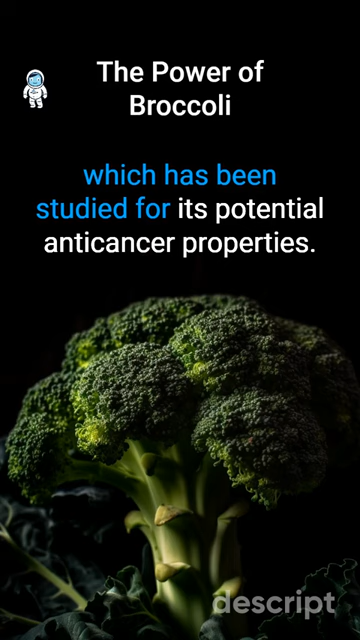 The Power of
Broccoli
which has been
studied for its potential
anticancer properties.
descript